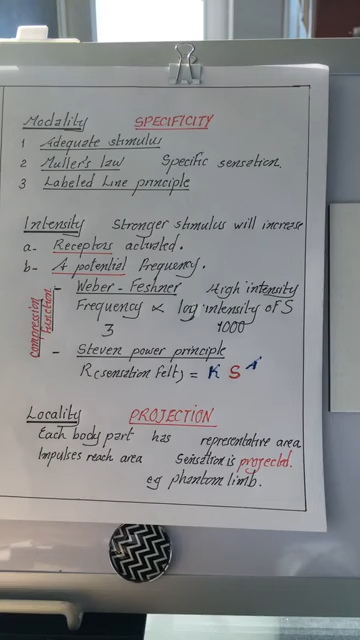 Modality SPECIFICITY
1 Adequate stimulus
2 Muller's law Specific sensation.
3 Labeled Line principle
Intensity Stronger stimulus will increase
a- Receptors activated.
b- A potential frequency.
- Weber-Feshner High intensity
Frequency ∝ log intensity of S
3 1000
compression function
- Steven power principle
R(sensation felt) = K S A
Locality PROJECTION
Each body part has representative area
Impulses reach area Sensation is projected.
eg phantom limb.